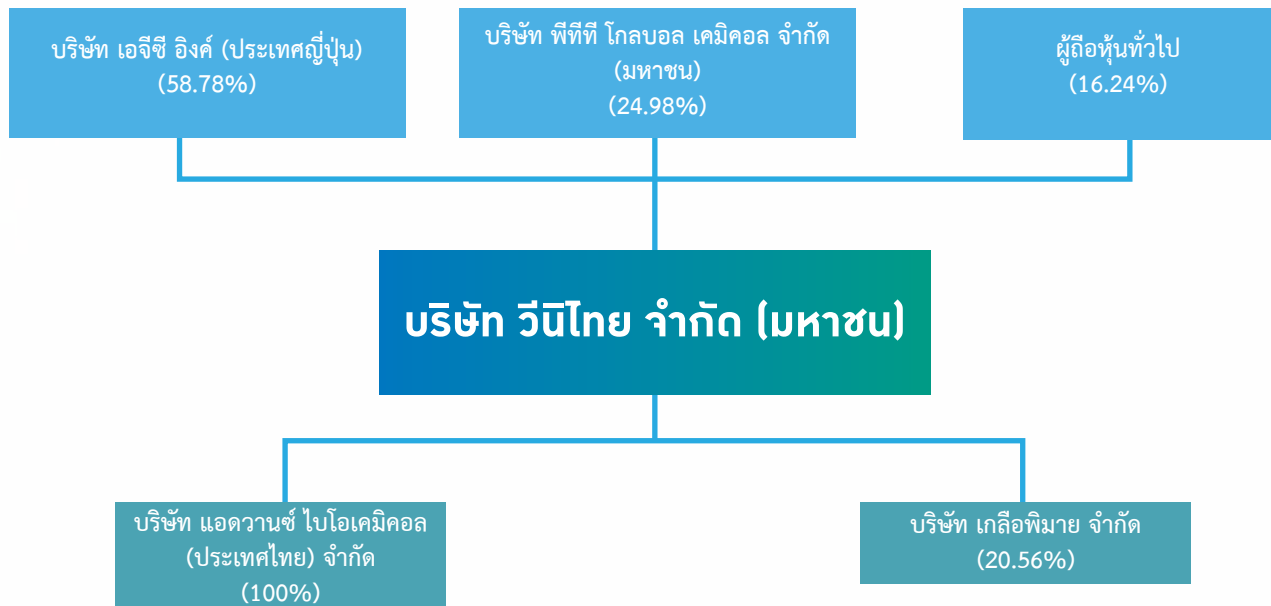 บริษัท เอจีซี อิงค์ (ประเทศญี่ปุ่น)
(58.78%)
บริษัท พีทีที โกลบอล เคมิคอล จำกัด
(มหาชน)
(24.98%)
ผู้ถือหุ้นทั่วไป
(16.24%)
บริษัท วีนิไทย จำกัด (มหาชน)
บริษัท แอดวานซ์ ไบโอเคมิคอล
(ประเทศไทย) จำกัด
(100%)
บริษัท เกลือพิมาย จำกัด
(20.56%)